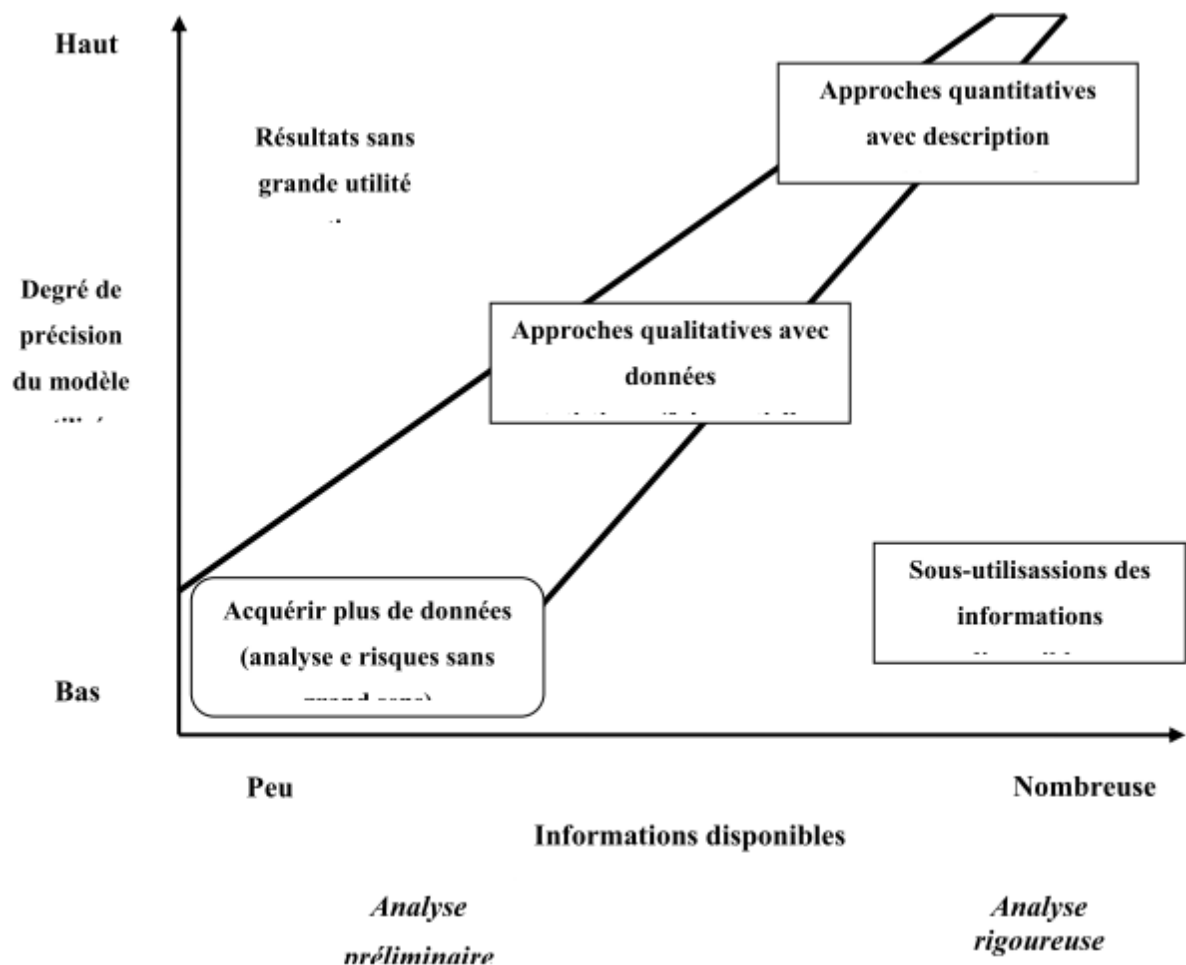 Haut
Approches quantitatives
avec description
Résultats sans
grande utilité
Degré de
précision
du modèle
Approches qualitatives avec
données
Sous-utilisassions des
informations
Acquérir plus de données
(analyse e risques sans
Bas
Peu
Nombreuse
Informations disponibles
Analyse
préliminaire
Analyse
rigoureuse